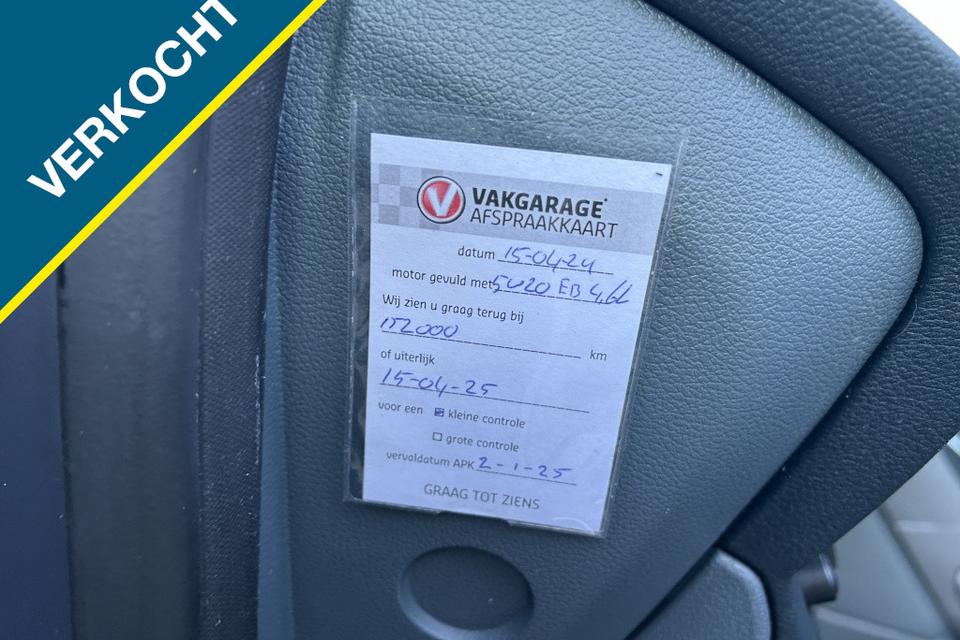 VERKOCHT
VAKGARAGE
AFSPRAAKKAART
datum 15-04-24
motor gevuld met 5W20 EB 4,6L
Wij zien u graag terug bij
152000 km
of uiterlijk
15-04-25
voor een kleine controle
grote controle
vervaldatum APK 2-1-25
GRAAG TOT ZIENS